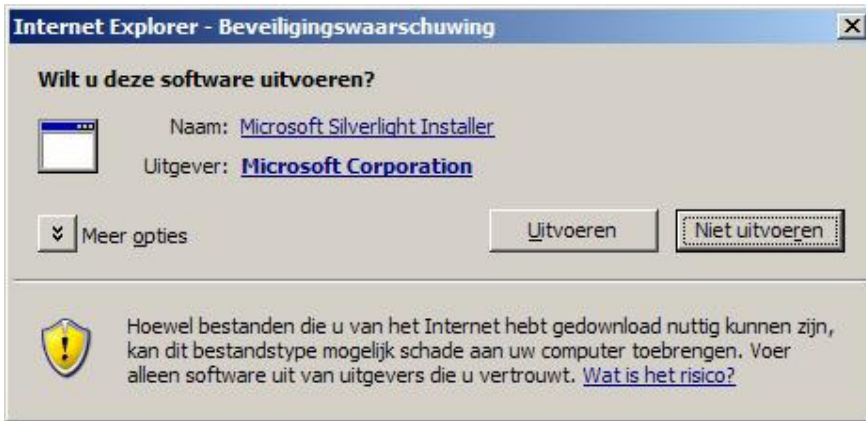 Internet Explorer - Beveiligingswaarschuwing
Wilt u deze software uitvoeren?
Naam: Microsoft Silverlight Installer
Uitgever: Microsoft Corporation
Meer opties Uitvoeren Niet uitvoeren
Hoewel bestanden die u van het Internet hebt gedownload nuttig kunnen zijn,
kan dit bestandstype mogelijk schade aan uw computer toebrengen. Voer
alleen software uit van uitgevers die u vertrouwt. Wat is het risico?